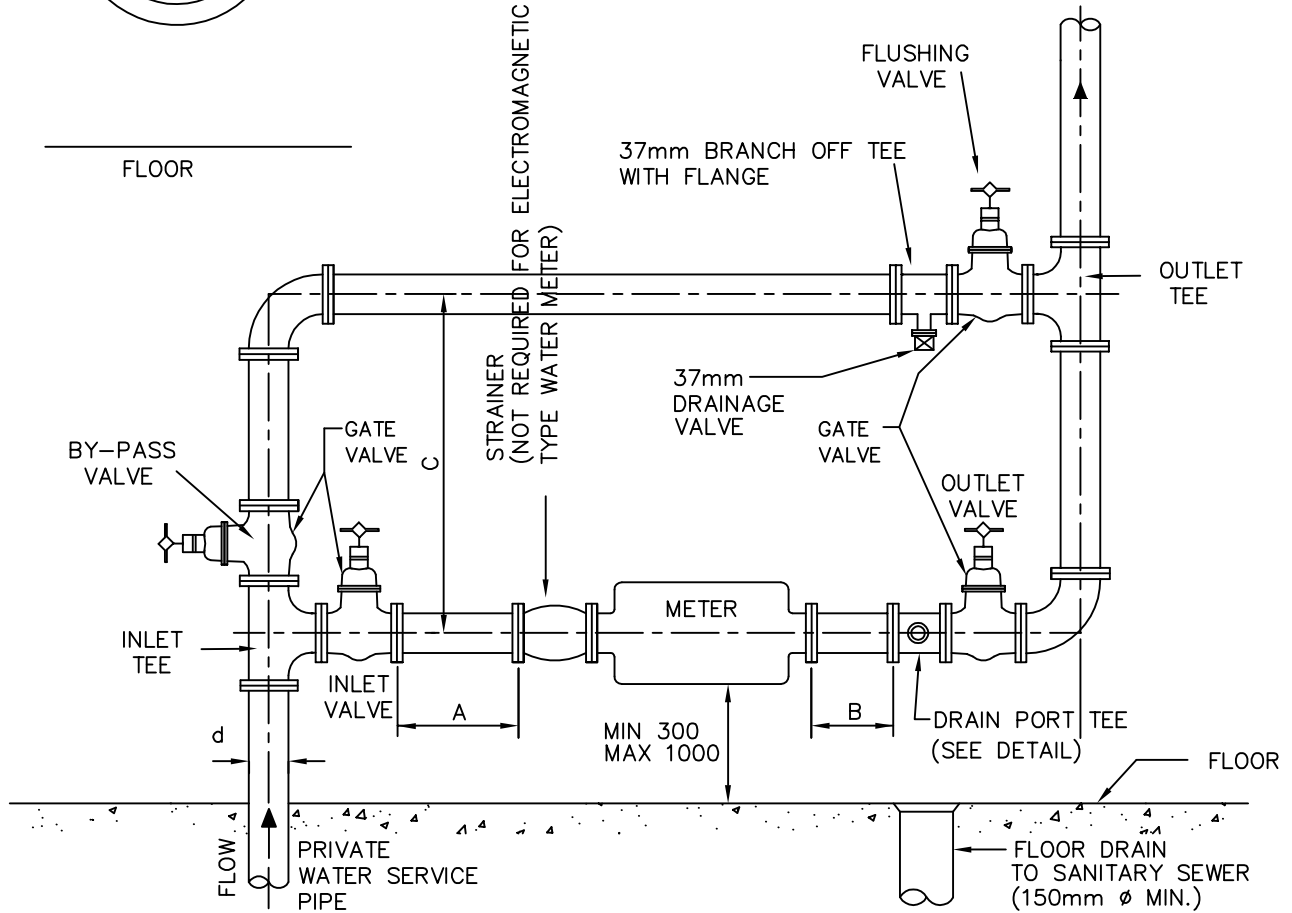 FLUSHING
VALVE
37mm BRANCH OFF TEE
WITH FLANGE
FLOOR
STRAINER
(NOT REQUIRED FOR ELECTROMAGNETIC
TYPE WATER METER)
OUTLET
TEE
37mm
DRAINAGE
VALVE
GATE
VALVE
BY-PASS
VALVE
GATE
VALVE
C
OUTLET
VALVE
INLET
TEE
METER
INLET
VALVE
A
B
MIN 300
MAX 1000
DRAIN PORT TEE
(SEE DETAIL)
d
FLOOR
FLOW
PRIVATE
WATER SERVICE
PIPE
FLOOR DRAIN
TO SANITARY SEWER
(150mm ø MIN.)